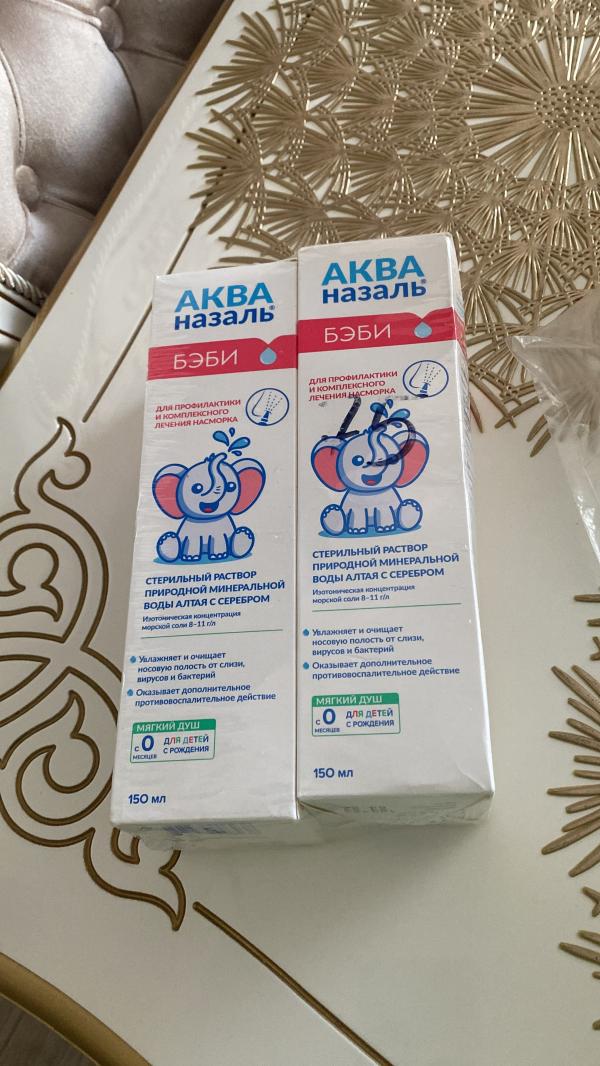 АКВА
назаль®
БЭБИ
ДЛЯ ПРОФИЛАКТИКИ
И КОМПЛЕКСНОГО
ЛЕЧЕНИЯ НАСМОРКА
СТЕРИЛЬНЫЙ РАСТВОР
ПРИРОДНОЙ МИНЕРАЛЬНОЙ
ВОДЫ АЛТАЯ С СЕРЕБРОМ
Изотоническая концентрация
морской соли 8-11 г/л
Увлажняет и очищает
носовую полость от слизи,
вирусов и бактерий
Оказывает дополнительное
противовоспалительное действие
МЯГКИЙ ДУШ
с 0 месяцев
ДЛЯ ДЕТЕЙ
С РОЖДЕНИЯ
150 мл
АКВА
назаль®
БЭБИ
ДЛЯ ПРОФИЛАКТИКИ
И КОМПЛЕКСНОГО
ЛЕЧЕНИЯ НАСМОРКА
СТЕРИЛЬНЫЙ РАСТВОР
ПРИРОДНОЙ МИНЕРАЛЬНОЙ
ВОДЫ АЛТАЯ С СЕРЕБРОМ
Изотоническая концентрация
морской соли 8-11 г/л
Увлажняет и очищает
носовую полость от слизи,
вирусов и бактерий
Оказывает дополнительное
противовоспалительное действие
МЯГКИЙ ДУШ
с 0 месяцев
ДЛЯ ДЕТЕЙ
С РОЖДЕНИЯ
150 мл